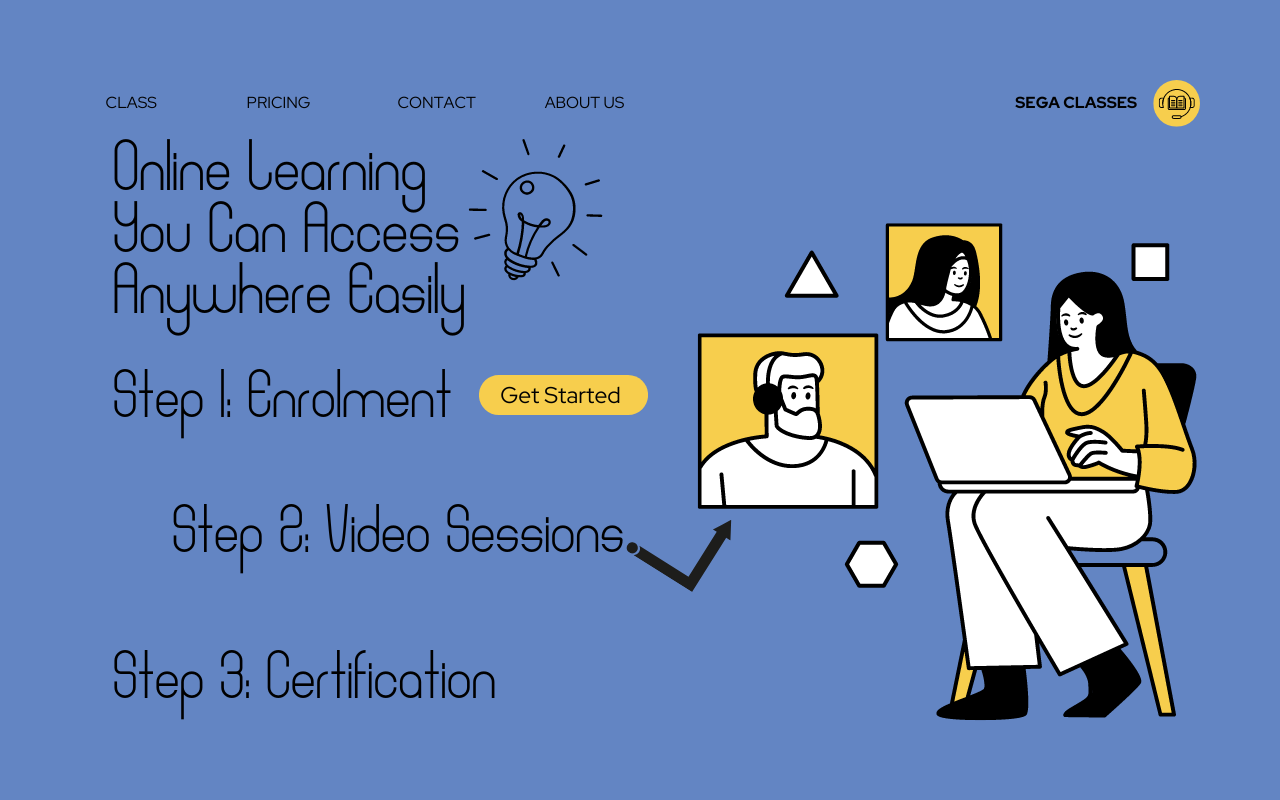 CLASS PRICING CONTACT ABOUT US SEGA CLASSES
Online Learning
You Can Access
Anywhere Easily
Step 1: Enrolment Get Started
Step 2: Video Sessions
Step 3: Certification